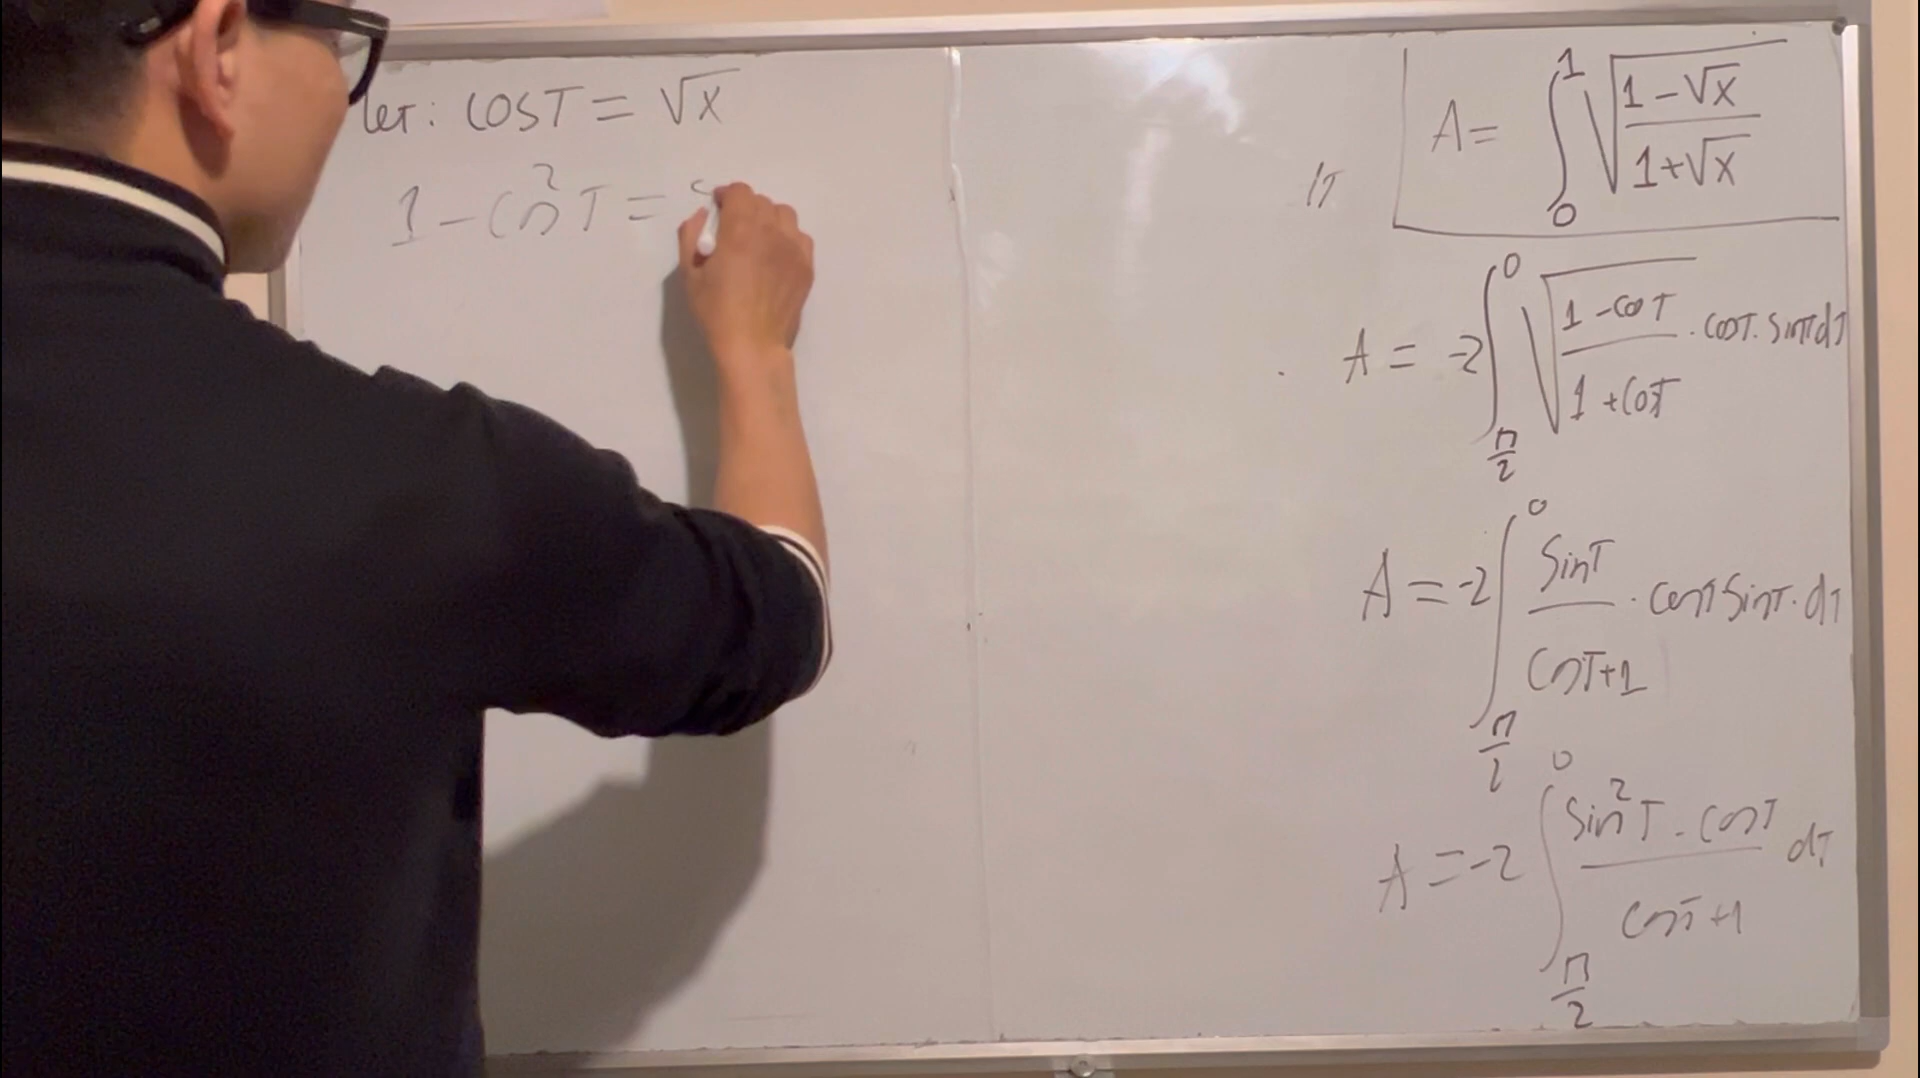 let: cosT = √x
1 - cos²T = s
A = ∫₀¹ √((1-√x)/(1+√x))
A = -2 ∫_{π/2}^{0} √((1-cosT)/(1+cosT)) · cosT · sinT dT
A = -2 ∫_{π/2}^{0} sinT/(cosT+1) · cosT sinT · dT
A = -2 ∫_{π/2}^{0} (sin²T · cosT)/(cosT+1) dT